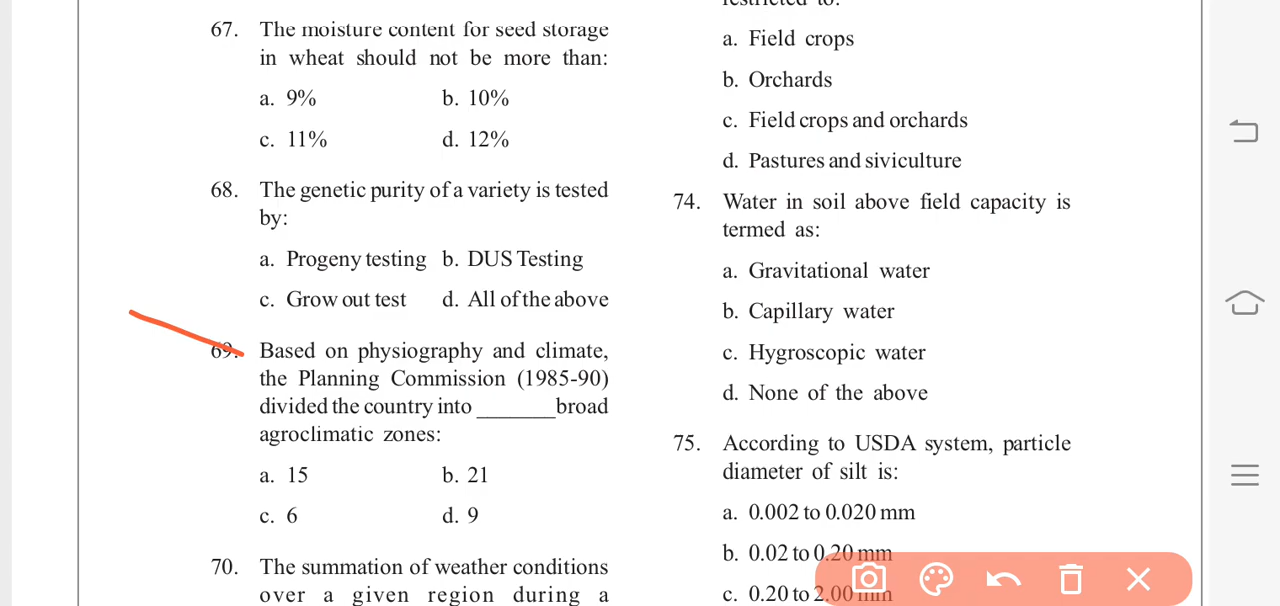 67. The moisture content for seed storage
in wheat should not be more than:
a. 9% b. 10%
c. 11% d. 12%
68. The genetic purity of a variety is tested
by:
a. Progeny testing b. DUS Testing
c. Grow out test d. All of the above
69. Based on physiography and climate,
the Planning Commission (1985-90)
divided the country into _______broad
agroclimatic zones:
a. 15 b. 21
c. 6 d. 9
70. The summation of weather conditions
over a given region during a
a. Field crops
b. Orchards
c. Field crops and orchards
d. Pastures and siviculture
74. Water in soil above field capacity is
termed as:
a. Gravitational water
b. Capillary water
c. Hygroscopic water
d. None of the above
75. According to USDA system, particle
diameter of silt is:
a. 0.002 to 0.020 mm
b. 0.02 to 0.20 mm
c. 0.20 to 2.00 mm